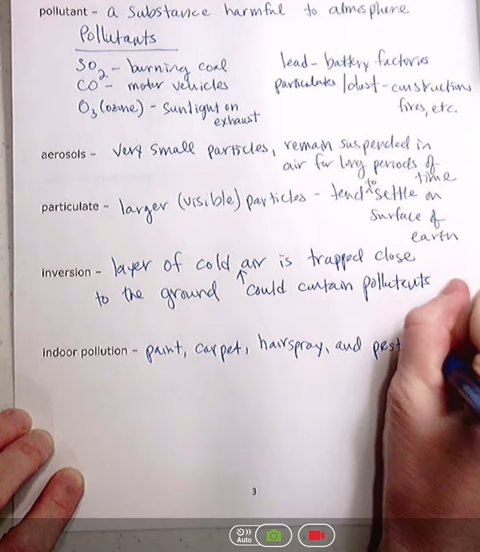 pollutant - a substance harmful to atmosphere
Pollutants
SO2 - burning coal
CO - motor vehicles
O3 (ozone) - sunlight on
exhaust
lead - battery factories
particulates/dust - constructions
fires, etc.
aerosols - very small particles, remain suspended in
air for long periods of
time
particulate - larger (visible) particles - tend to settle on
surface of
earth
inversion - layer of cold air is trapped close
to the ground ↑ could contain pollutents
indoor pollution - paint, carpet, hairspray, and pest
3
Auto